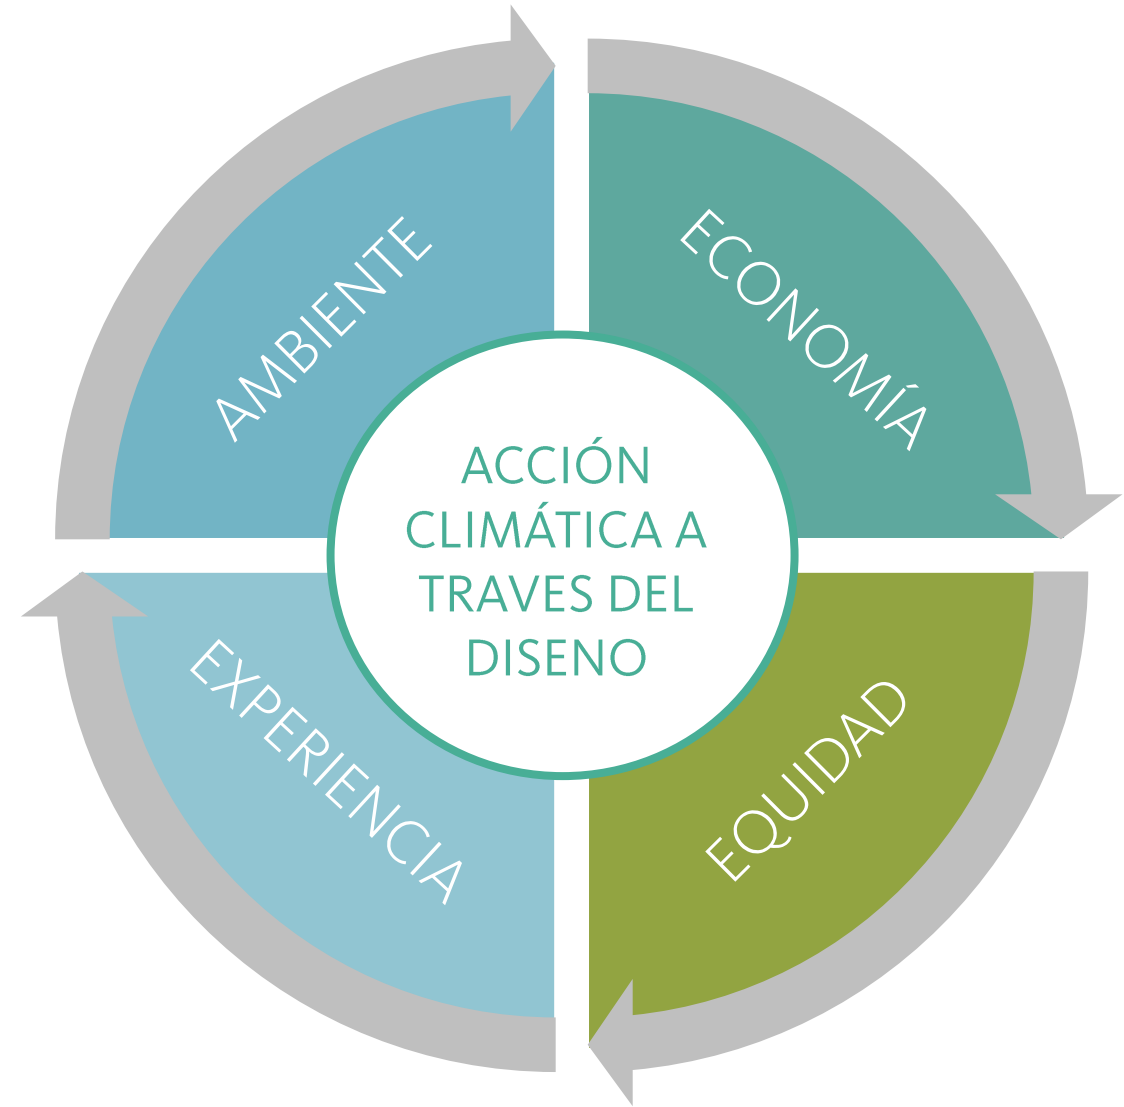 AMBIENTE
ECONOMÍA
ACCIÓN
CLIMÁTICA A
TRAVES DEL
DISENO
EXPERIENCIA
EQUIDAD